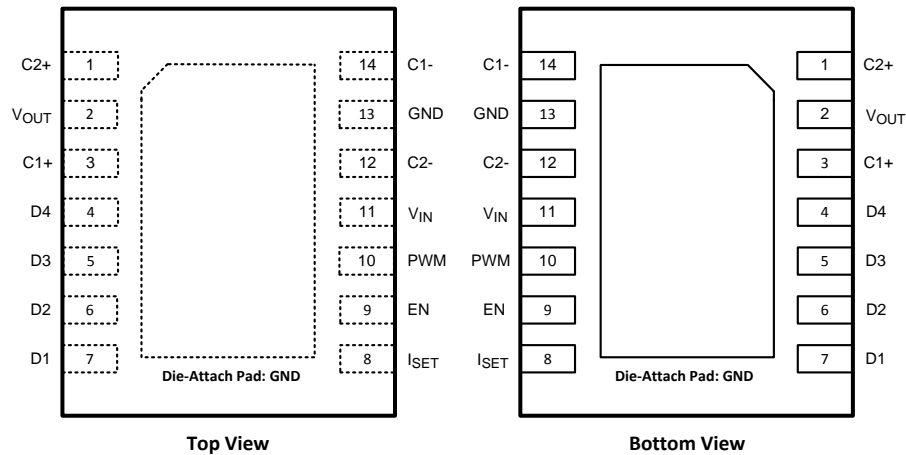 C2+ 1 14 C1- C1- 14 1 C2+
VOUT 2 13 GND GND 13 2 VOUT
C1+ 3 12 C2- C2- 12 3 C1+
D4 4 11 VIN VIN 11 4 D4
D3 5 10 PWM PWM 10 5 D3
D2 6 9 EN EN 9 6 D2
D1 7 8 ISET ISET 8 7 D1
Die-Attach Pad: GND Die-Attach Pad: GND
Top View Bottom View